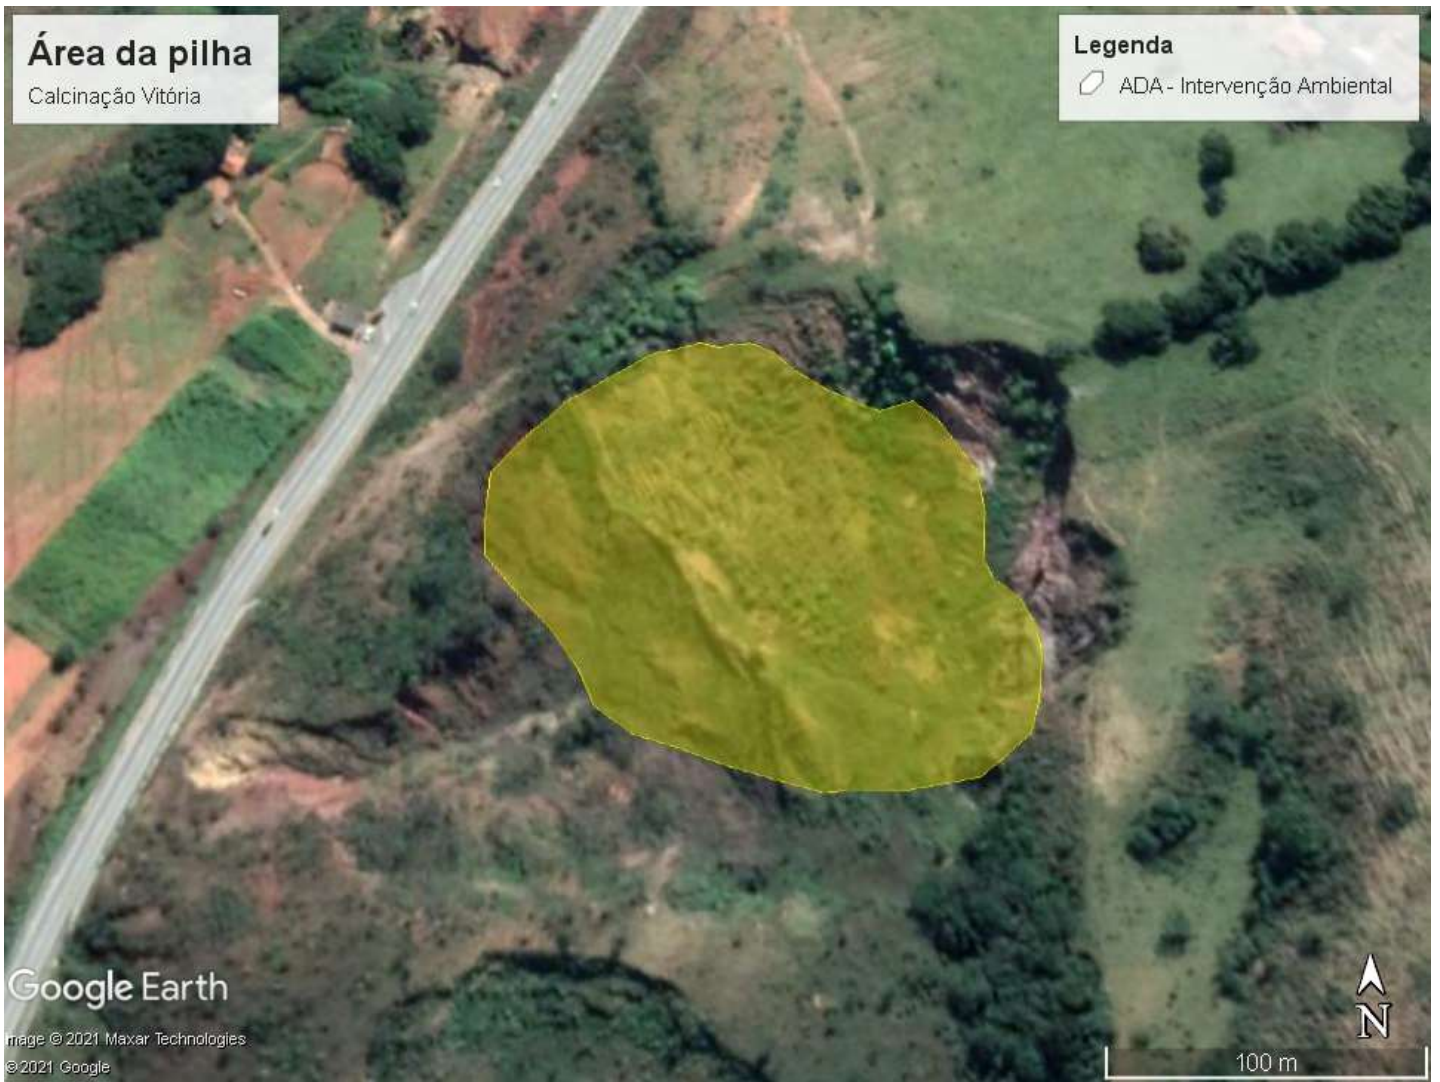 Área da pilha
Calcinação Vitória
Legenda
ADA - Intervenção Ambiental
Google Earth
Image © 2021 Maxar Technologies
© 2021 Google
N
100 m